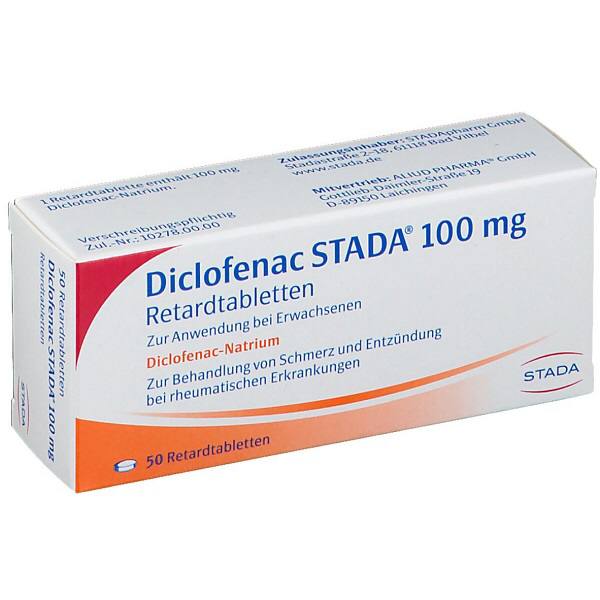 1 Retardtablette enthält 100 mg
Diclofenac-Natrium.
Verschreibungspflichtig
Zul.-Nr.: 10278.00.00
Zulassungsinhaber: STADApharm GmbH
Stadastraße 2–18, 61118 Bad Vilbel
www.stada.de
Mitvertrieb: ALIUD PHARMA® GmbH
Gottlieb-Daimler-Straße 19
D-89150 Laichingen
50 Retardtabletten
Diclofenac STADA® 100 mg
Retardtabletten
STADA
Diclofenac STADA® 100 mg
Retardtabletten
Zur Anwendung bei Erwachsenen
Diclofenac-Natrium
Zur Behandlung von Schmerz und Entzündung
bei rheumatischen Erkrankungen
STADA
50 Retardtabletten